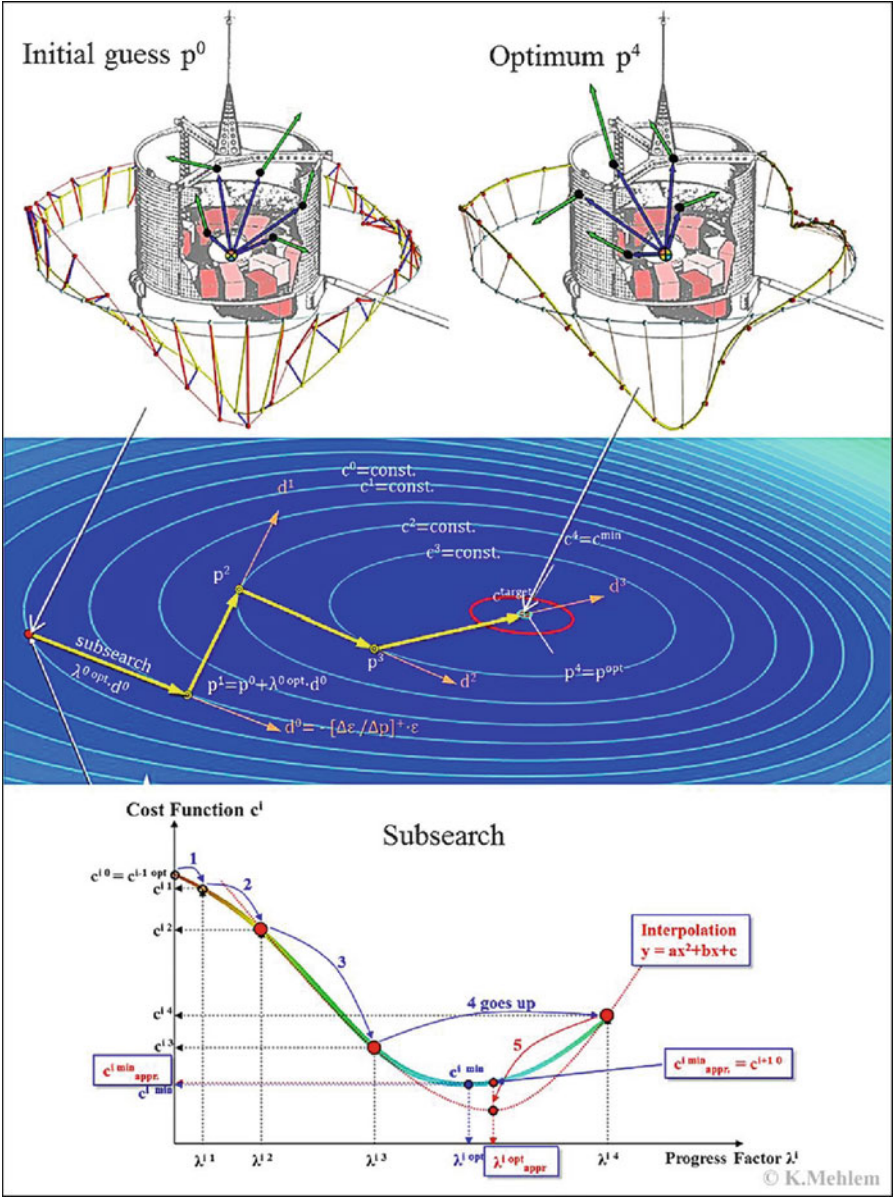 Initial guess p⁰
Optimum p⁴
c⁰=const.
c¹=const.
d¹
c²=const.
c³=const.
c⁴=cᵐⁱⁿ
p²
cᵗᵃʳᵍᵉᵗ
d³
subsearch
λ⁰ ᵒᵖᵗ·d⁰
p³
p¹=p⁰+λ⁰ ᵒᵖᵗ·d⁰
d²
p⁴=pᵒᵖᵗ
d⁰= -[Δε/Δp]⁺·ε
Cost Function cⁱ
Subsearch
1
cⁱ ⁰ = cⁱ⁻¹ ᵒᵖᵗ
cⁱ ¹
2
cⁱ ²
Interpolation
y = ax²+bx+c
3
4 goes up
cⁱ ⁴
cⁱ ³
5
cⁱ ᵐⁱⁿ appr.
cⁱ ᵐⁱⁿ
cⁱ ᵐⁱⁿ
cⁱ ᵐⁱⁿ appr. = cⁱ⁺¹ ⁰
λⁱ ¹
λⁱ ²
λⁱ ³
λⁱ ᵒᵖᵗ
λⁱ ᵒᵖᵗ appr
λⁱ ⁴
Progress Factor λⁱ
© K.Mehlem